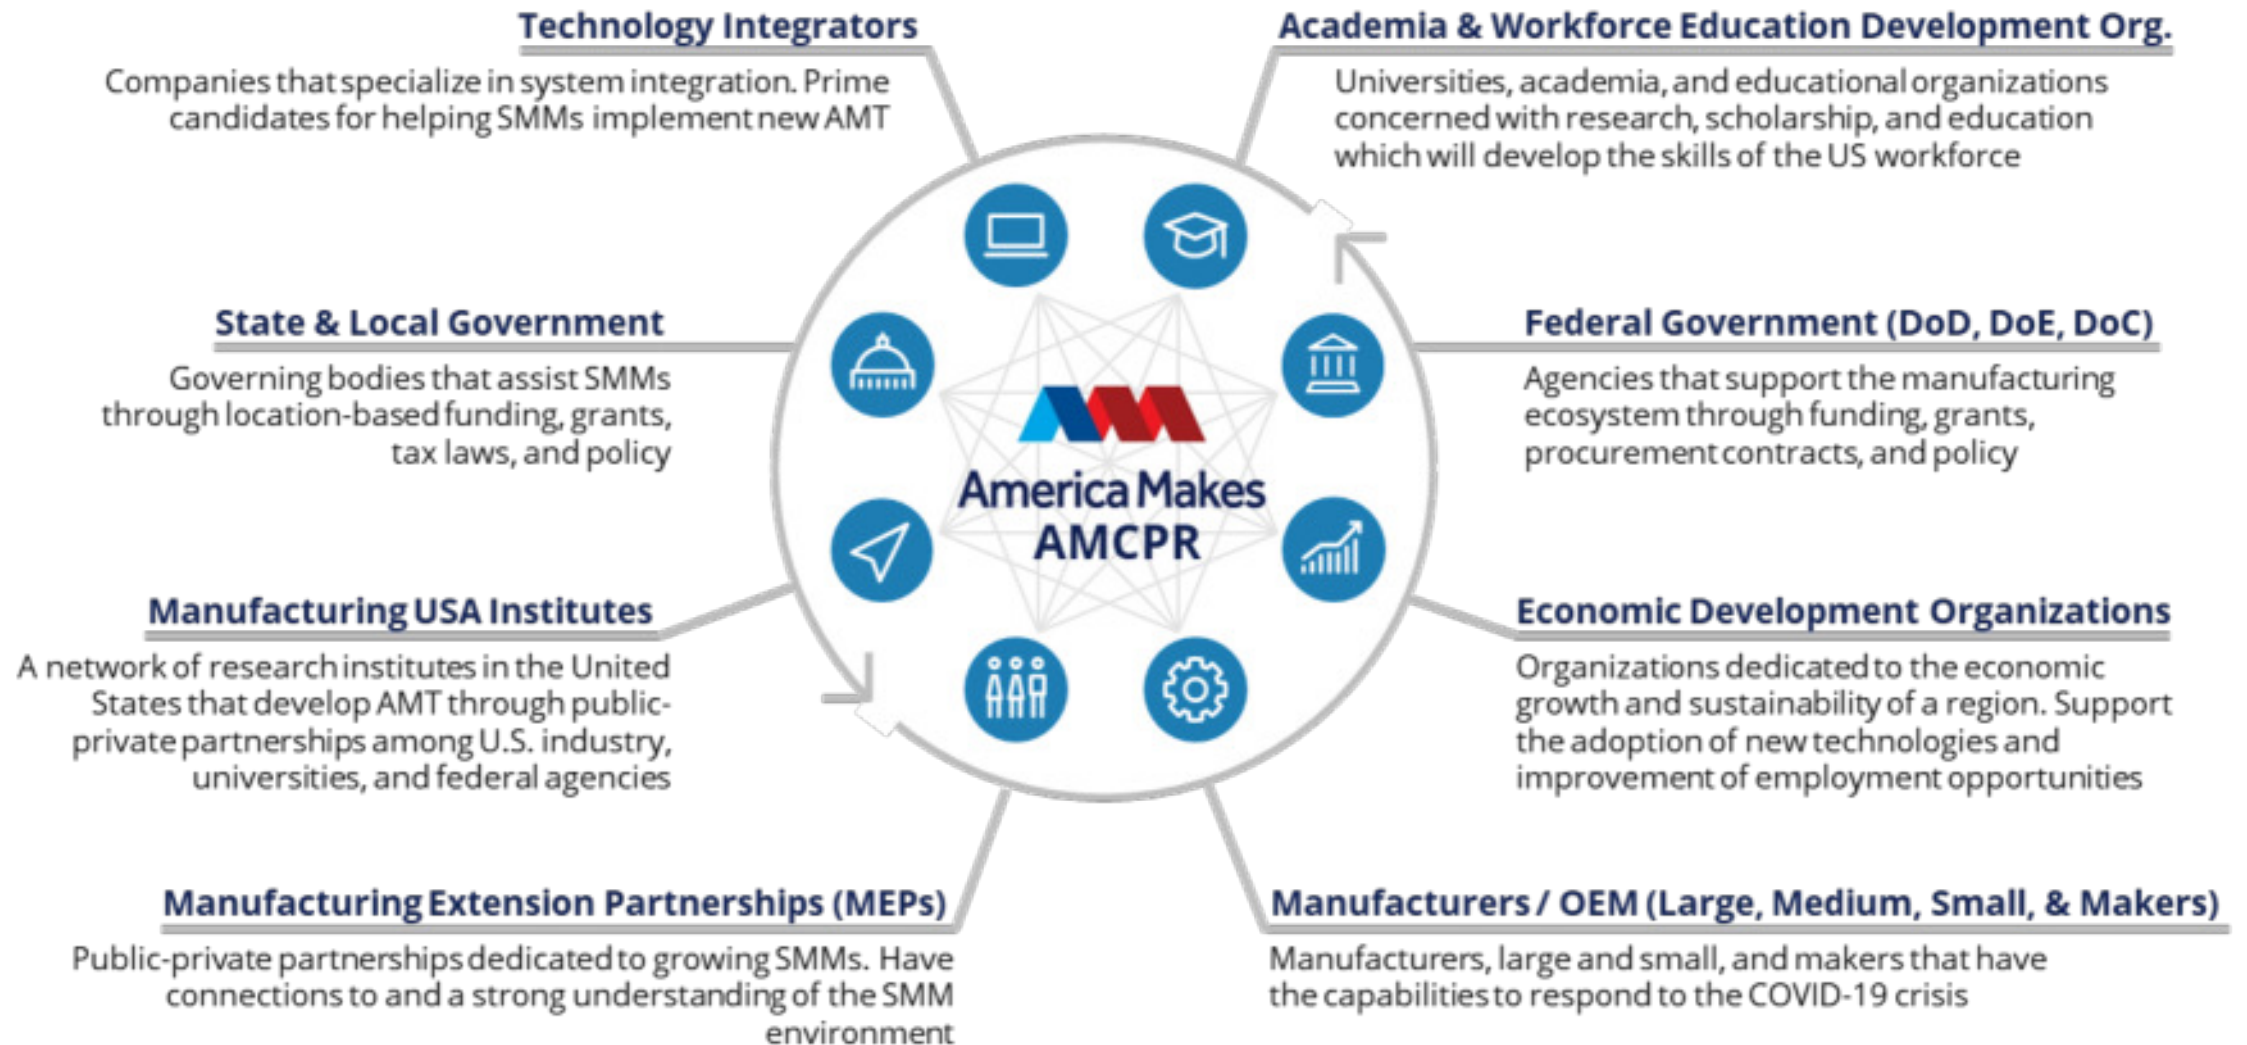 Technology Integrators
Companies that specialize in system integration. Prime
candidates for helping SMMs implement new AMT
Academia & Workforce Education Development Org.
Universities, academia, and educational organizations
concerned with research, scholarship, and education
which will develop the skills of the US workforce
State & Local Government
Governing bodies that assist SMMs
through location-based funding, grants,
tax laws, and policy
Federal Government (DoD, DoE, DoC)
Agencies that support the manufacturing
ecosystem through funding, grants,
procurement contracts, and policy
America Makes
AMCPR
Manufacturing USA Institutes
A network of research institutes in the United
States that develop AMT through public-
private partnerships among U.S. industry,
universities, and federal agencies
Economic Development Organizations
Organizations dedicated to the economic
growth and sustainability of a region. Support
the adoption of new technologies and
improvement of employment opportunities
Manufacturing Extension Partnerships (MEPs)
Public-private partnerships dedicated to growing SMMs. Have
connections to and a strong understanding of the SMM
environment
Manufacturers / OEM (Large, Medium, Small, & Makers)
Manufacturers, large and small, and makers that have
the capabilities to respond to the COVID-19 crisis